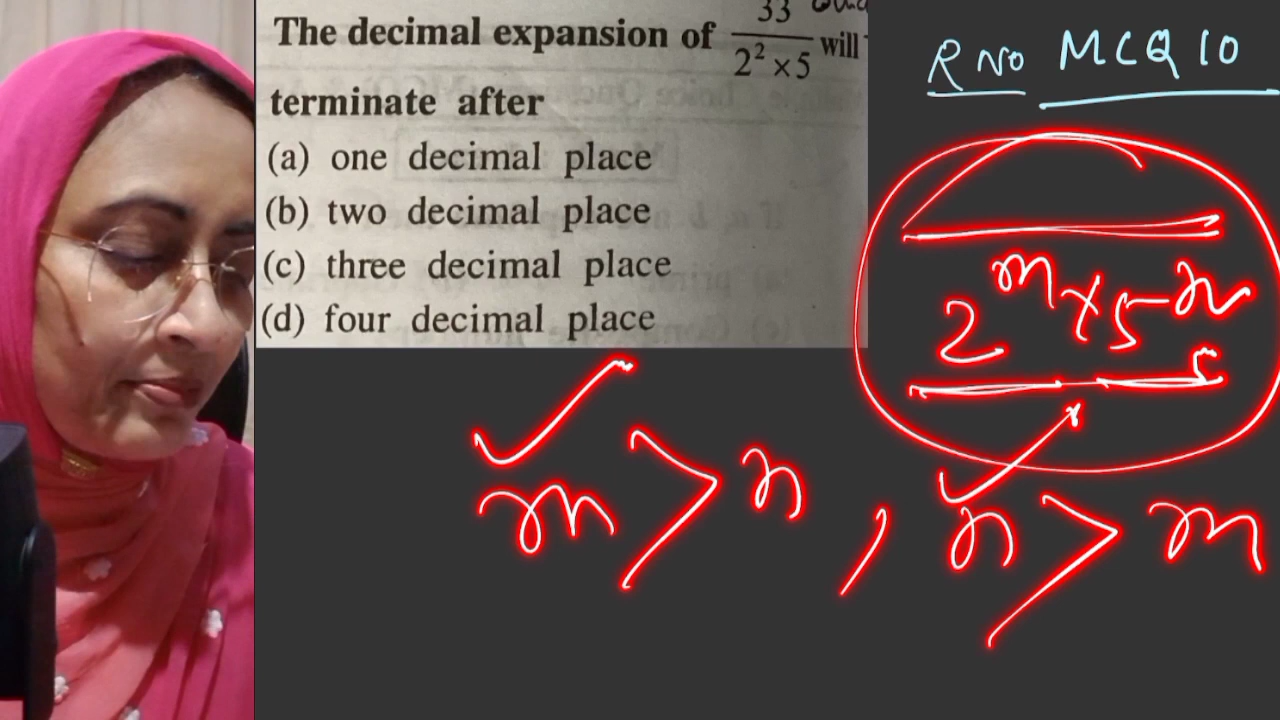 The decimal expansion of 33/2² × 5 will
terminate after
(a) one decimal place
(b) two decimal place
(c) three decimal place
(d) four decimal place
R No MCQ 10
2^m × 5^n
m > n , n > m